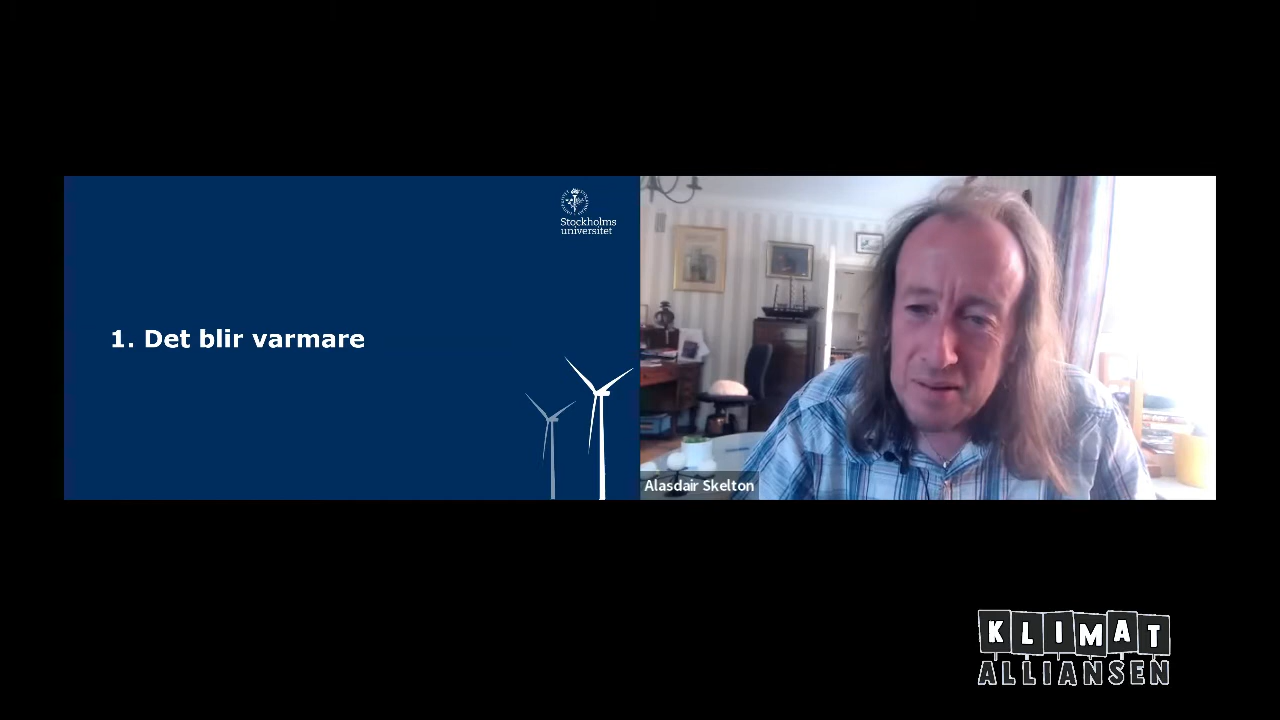 Stockholms
universitet
1. Det blir varmare
Alasdair Skelton
KLIMAT
ALLIANSEN